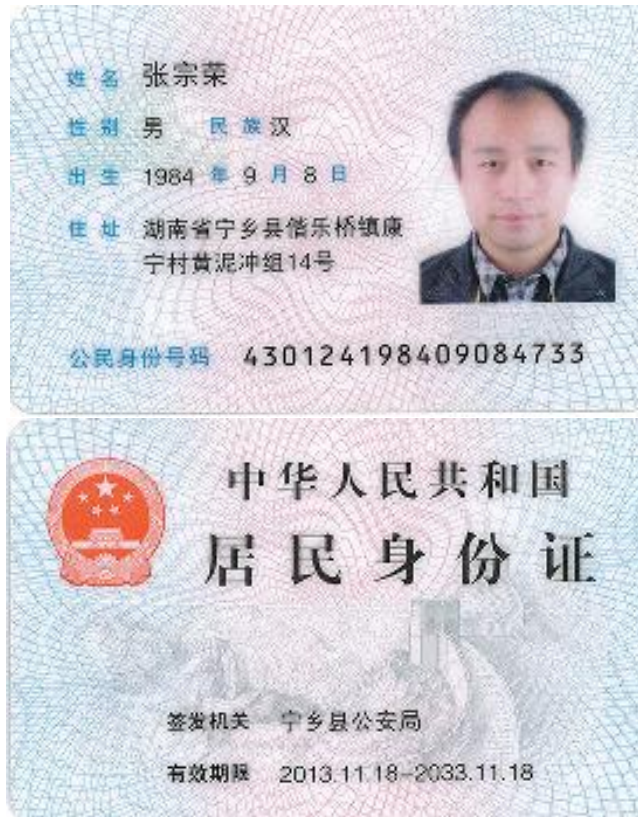 姓名 张宗荣
性别 男 民族 汉
出生 1984 年 9 月 8 日
住址 湖南省宁乡县偕乐桥镇康
宁村黄泥冲组14号
公民身份号码 430124198409084733
中华人民共和国
居民身份证
签发机关 宁乡县公安局
有效期限 2013.11.18-2033.11.18